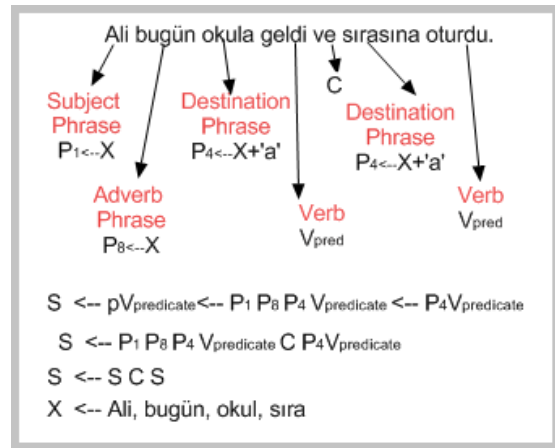 Ali bugün okula geldi ve sırasına oturdu.
C
Subject Phrase
P1<--X
Destination Phrase
P4<--X+'a'
Destination Phrase
P4<--X+'a'
Adverb Phrase
P8<--X
Verb
Vpred
Verb
Vpred
S <-- pVpredicate<-- P1 P8 P4 Vpredicate <-- P4Vpredicate
S <-- P1 P8 P4 Vpredicate C P4Vpredicate
S <-- S C S
X <-- Ali, bugün, okul, sıra